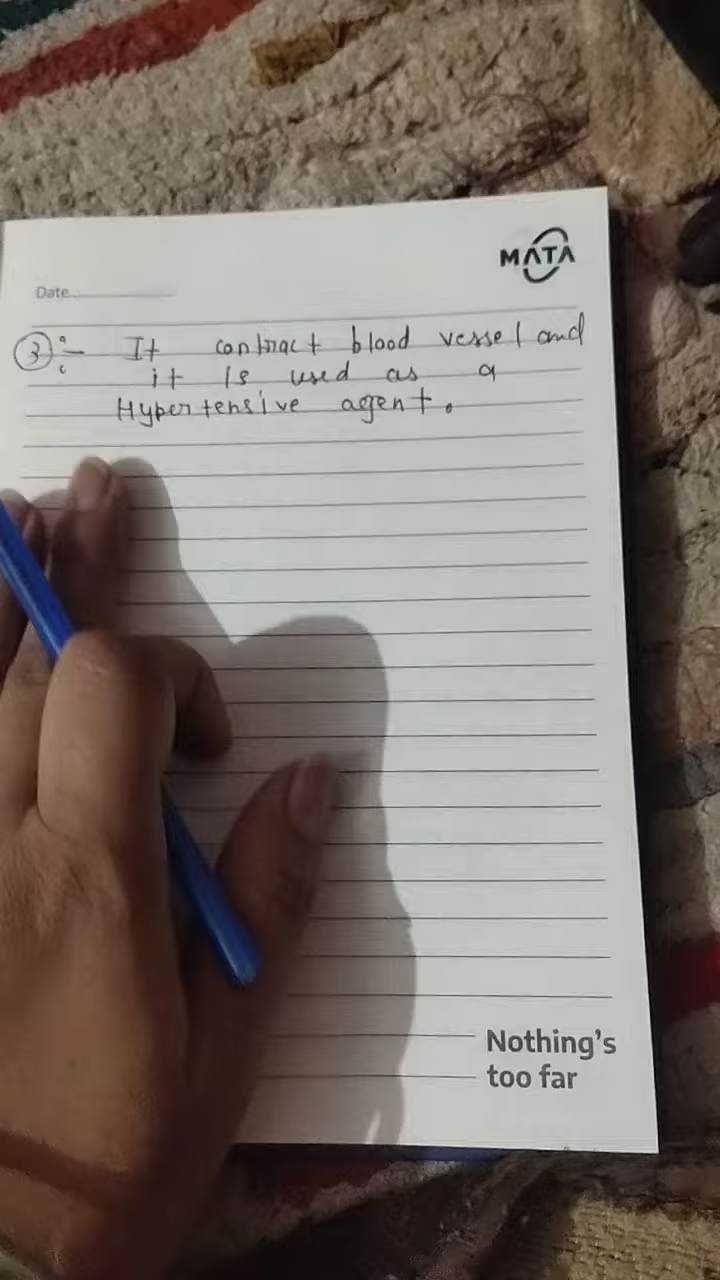 MATA
Date
③:- It contract blood vessel and
it is used as a
Hypertensive agent.
Nothing's
too far